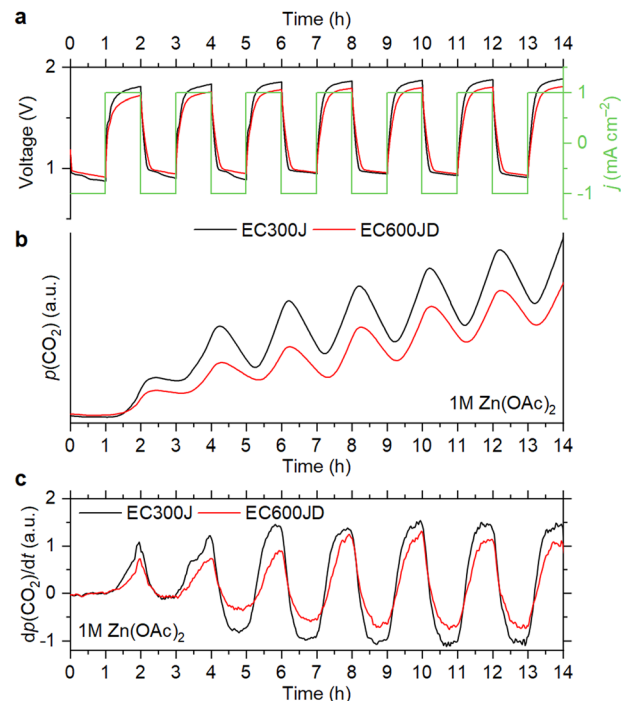 a
Time (h)
0 1 2 3 4 5 6 7 8 9 10 11 12 13 14
2
1
Voltage (V)
1
0
-1
j (mA cm⁻²)
b
EC300J EC600JD
p(CO₂) (a.u.)
1M Zn(OAc)₂
0 1 2 3 4 5 6 7 8 9 10 11 12 13 14
Time (h)
c
EC300J EC600JD
2
1
0
-1
dp(CO₂)/dt (a.u.)
1M Zn(OAc)₂
0 1 2 3 4 5 6 7 8 9 10 11 12 13 14
Time (h)